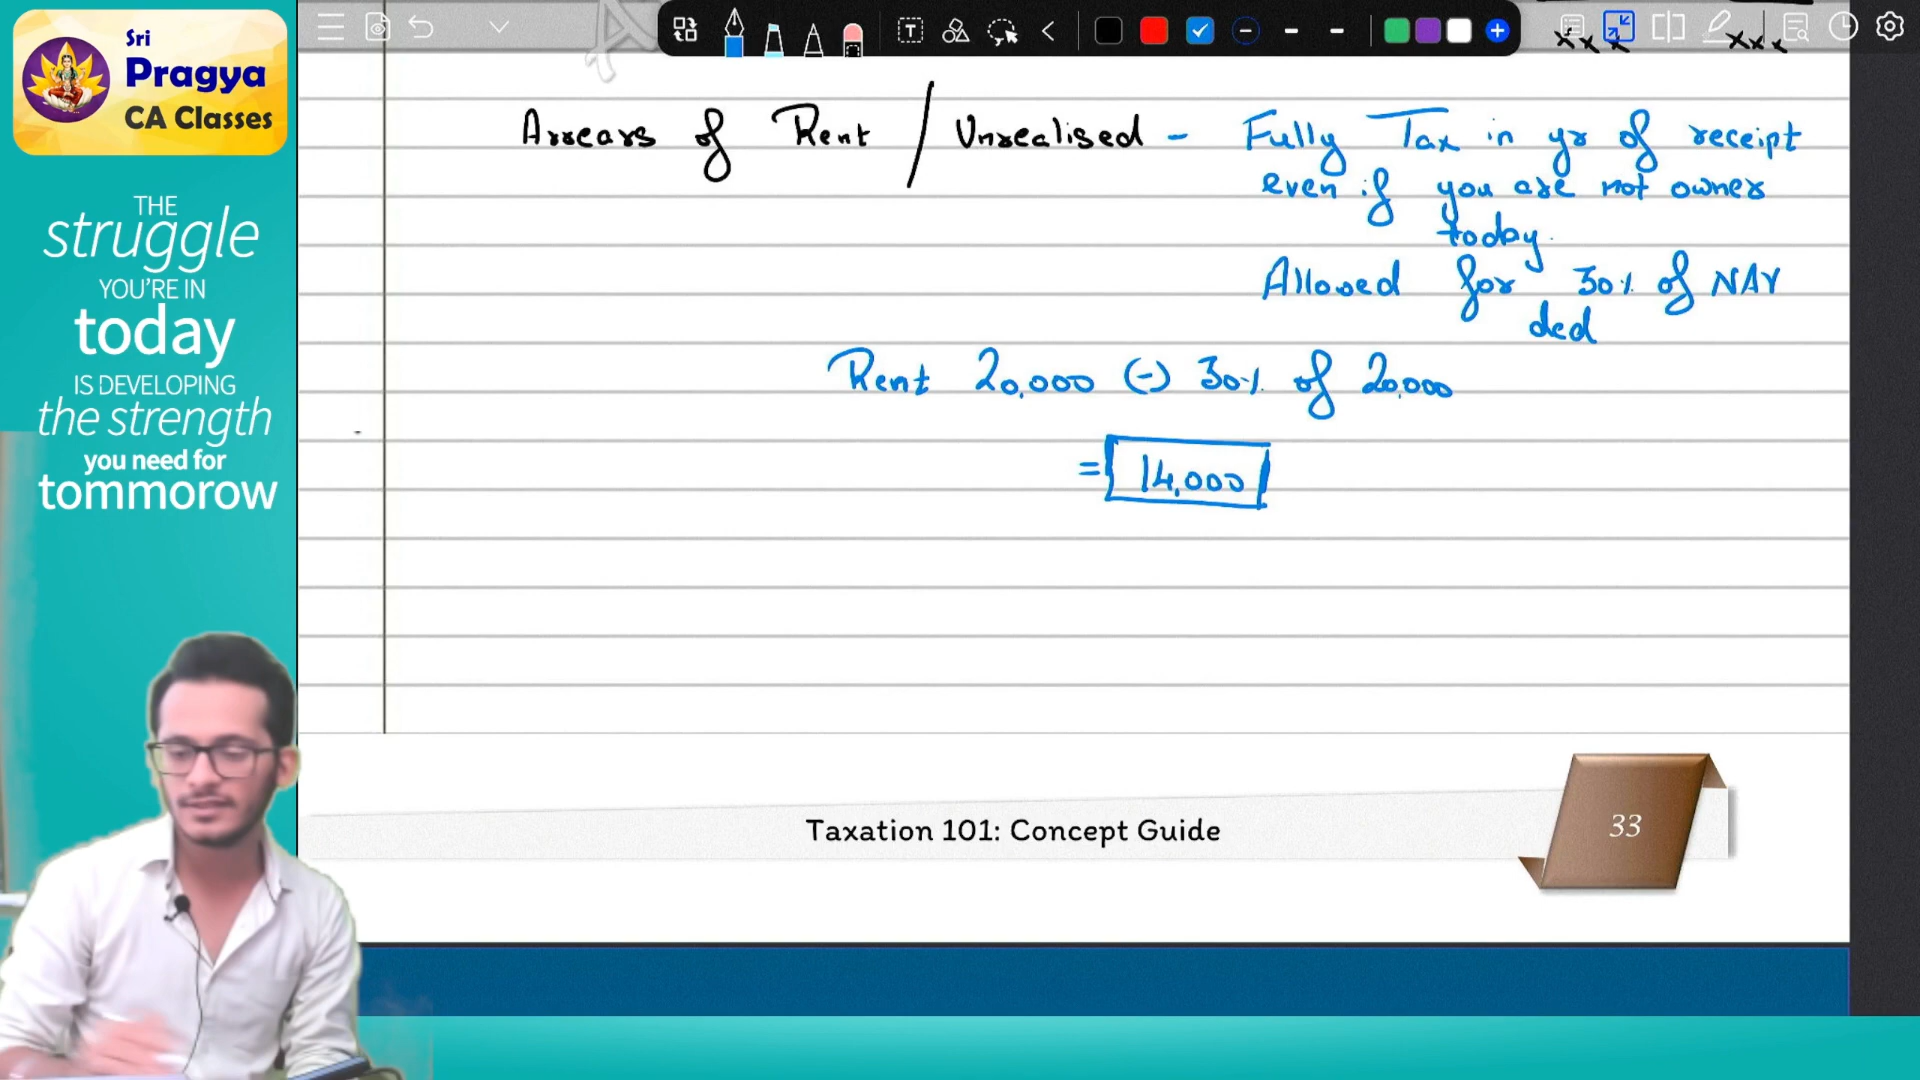 Sri
Pragya
CA Classes
THE
struggle
YOU'RE IN
today
IS DEVELOPING
the strength
you need for
tommorow
Arrears of Rent / Unrealised - Fully Tax in yr of receipt
even if you are not owner
today.
Allowed for 30% of NAV
ded
Rent 20,000 (-) 30% of 20,000
= 14,000
Taxation 101: Concept Guide
33